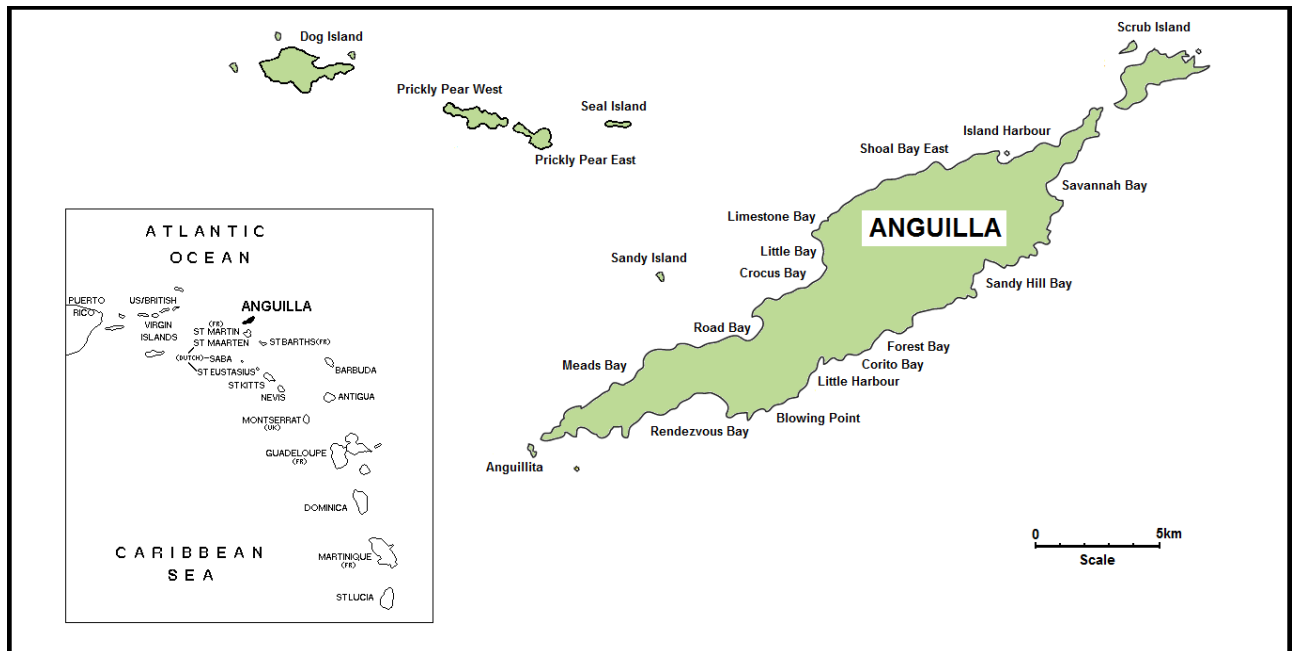 Dog Island
Scrub Island
Prickly Pear West
Seal Island
Island Harbour
Shoal Bay East
Prickly Pear East
Savannah Bay
Limestone Bay
ANGUILLA
Little Bay
Sandy Island
Crocus Bay
Sandy Hill Bay
Road Bay
Forest Bay
Meads Bay
Corito Bay
Little Harbour
Blowing Point
Rendezvous Bay
Anguillita
0 5km
Scale
ATLANTIC
OCEAN
PUERTO
RICO
US/BRITISH
VIRGIN
ISLANDS
ANGUILLA
(FR)
ST MARTIN
ST MAARTEN
ST BARTHS(FR)
(DUTCH)-SABA
ST EUSTASIUS
BARBUDA
ST KITTS
NEVIS
ANTIGUA
MONTSERRAT
(UK)
GUADELOUPE
(FR)
DOMINICA
CARIBBEAN
SEA
MARTINIQUE
(FR)
ST LUCIA